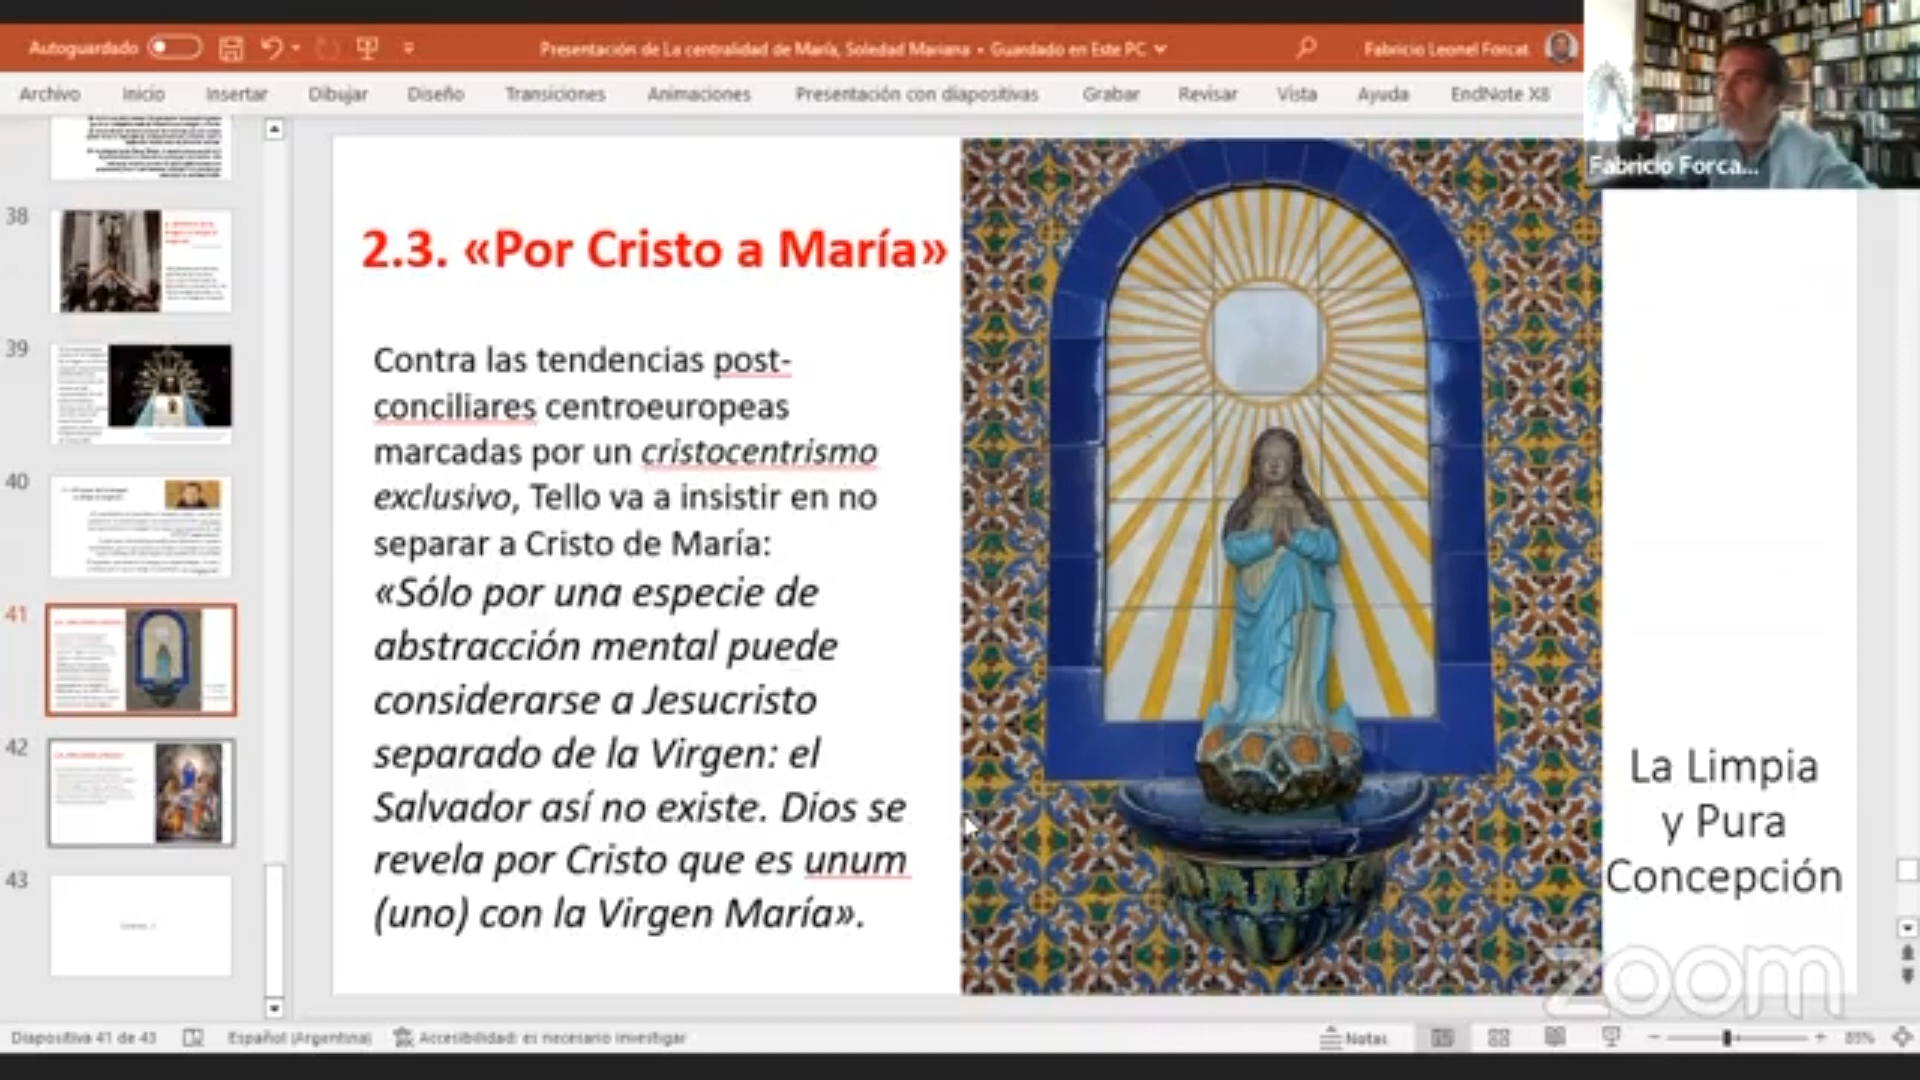 Autoguardado
Presentación de La centralidad de María, Soledad Mariana • Guardado en Este PC
Fabricio Leonel Forcat
Archivo Inicio Insertar Dibujar Diseño Transiciones Animaciones Presentación con diapositivas Grabar Revisar Vista Ayuda EndNote X8
Fabricio Forca...
38
39
40
41
42
43
2.3. «Por Cristo a María»
Contra las tendencias post-
conciliares centroeuropeas
marcadas por un cristocentrismo
exclusivo, Tello va a insistir en no
separar a Cristo de María:
«Sólo por una especie de
abstracción mental puede
considerarse a Jesucristo
separado de la Virgen: el
Salvador así no existe. Dios se
revela por Cristo que es unum
(uno) con la Virgen María».
La Limpia
y Pura
Concepción
zoom
Diapositiva 41 de 43
Español (Argentina)
Accesibilidad: es necesario investigar
Notas
85%